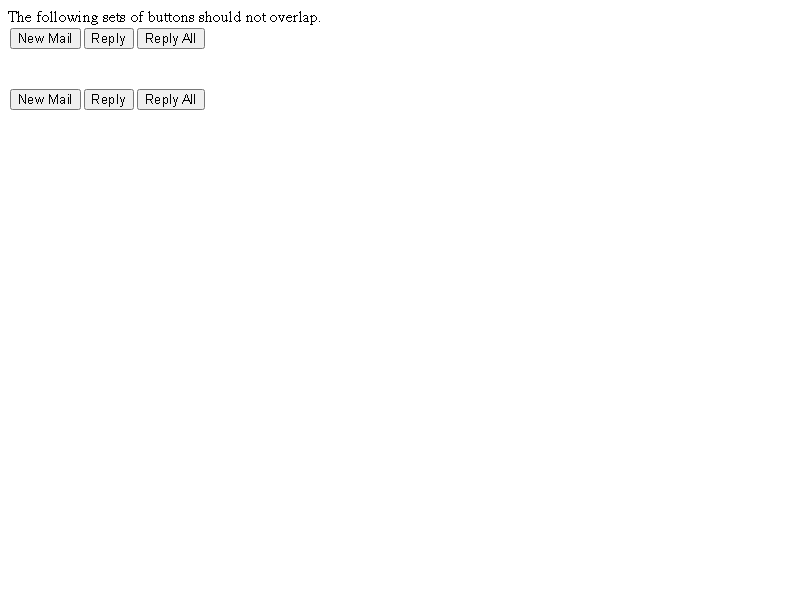 The following sets of buttons should not overlap.
New Mail Reply Reply All
New Mail Reply Reply All